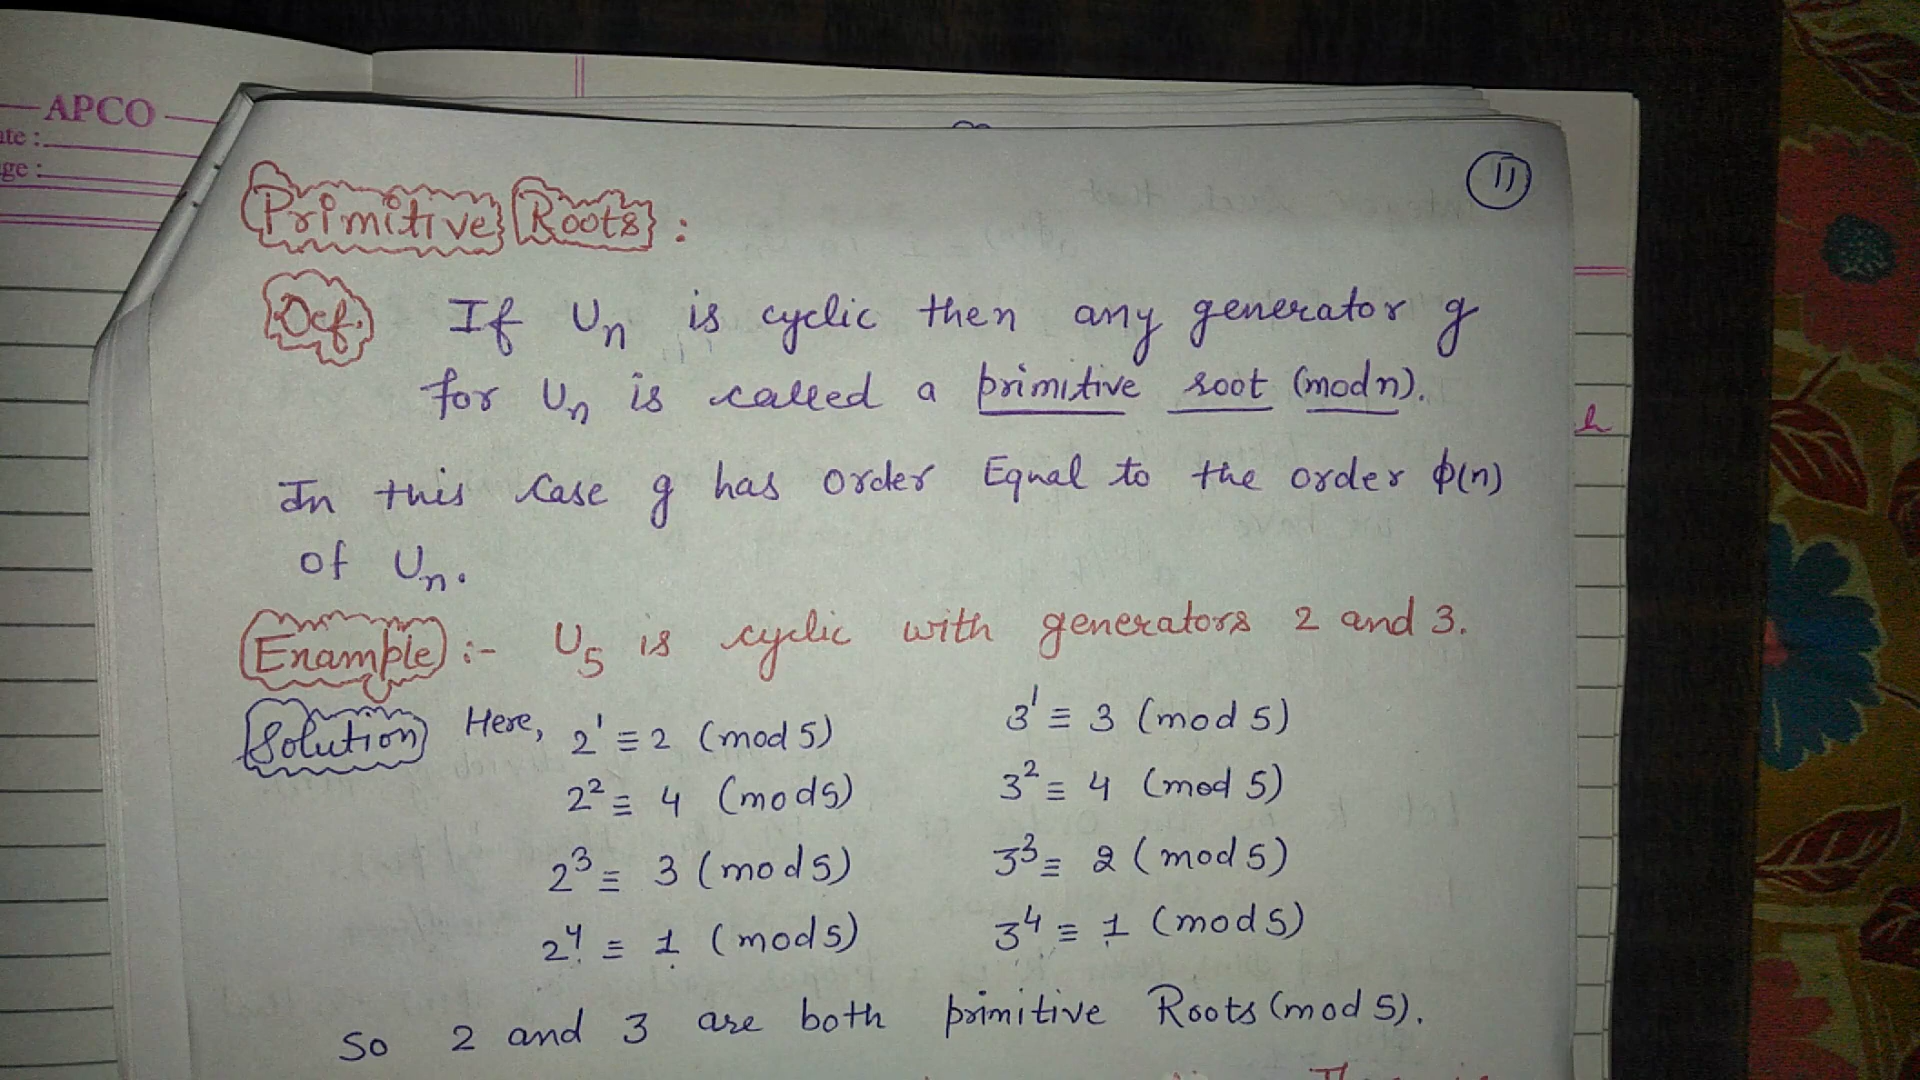 APCO
ate :
ge :
11
Primitive Roots :
Def. If Un is cyclic then any generator g
for Un is called a primitive root (mod n).
In this case g has order Equal to the order ϕ(n)
of Un.
h
Example :- U5 is cyclic with generators 2 and 3.
Solution Here, 2¹ ≡ 2 (mod 5) 3¹ ≡ 3 (mod 5)
2² ≡ 4 (mod 5) 3² ≡ 4 (mod 5)
2³ ≡ 3 (mod 5) 3³ ≡ 2 (mod 5)
2⁴ ≡ 1 (mod 5) 3⁴ ≡ 1 (mod 5)
So 2 and 3 are both primitive Roots (mod 5).